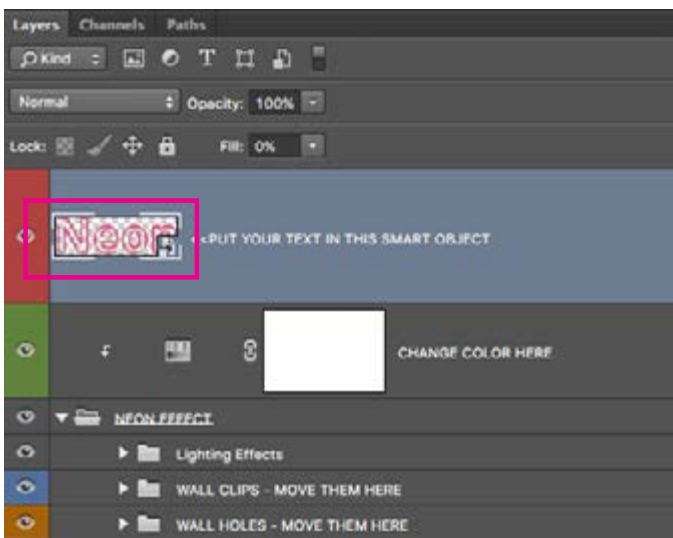 Layers Channels Paths
Kind T
Normal Opacity: 100%
Lock: Fill: 0%
Neon <<PUT YOUR TEXT IN THIS SMART OBJECT
CHANGE COLOR HERE
NEON EFFECT
Lighting Effects
WALL CLIPS - MOVE THEM HERE
WALL HOLES - MOVE THEM HERE